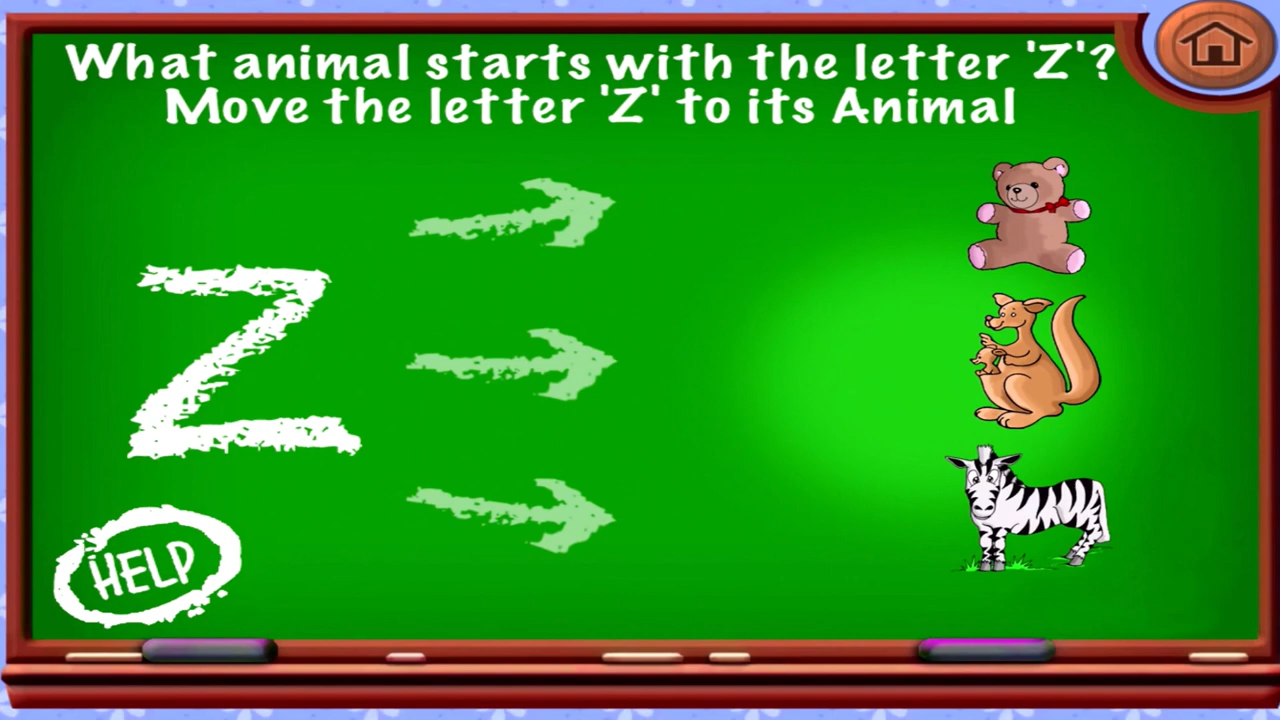 What animal starts with the letter 'Z'?
Move the letter 'Z' to its Animal
Z
HELP